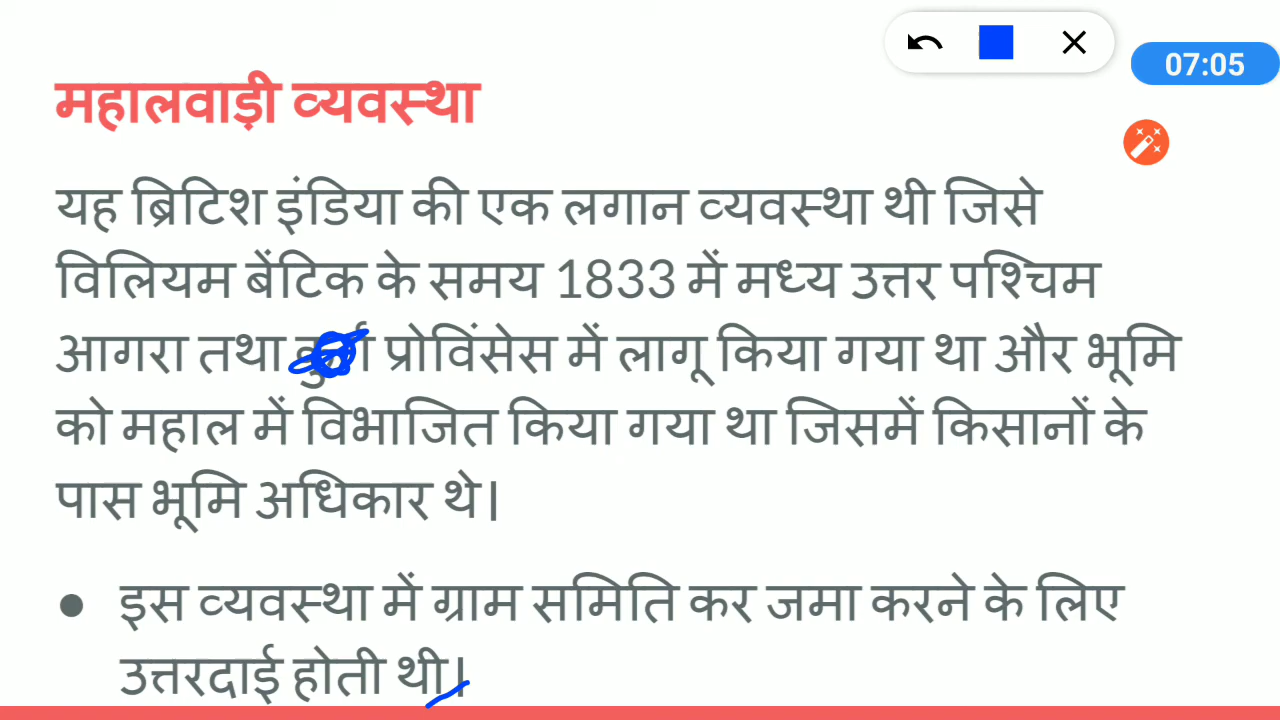 07:05
महालवाड़ी व्यवस्था
यह ब्रिटिश इंडिया की एक लगान व्यवस्था थी जिसे
विलियम बेंटिक के समय 1833 में मध्य उत्तर पश्चिम
आगरा तथा प्रोविंसेस में लागू किया गया था और भूमि
को महाल में विभाजित किया गया था जिसमें किसानों के
पास भूमि अधिकार थे।
● इस व्यवस्था में ग्राम समिति कर जमा करने के लिए
उत्तरदाई होती थी।